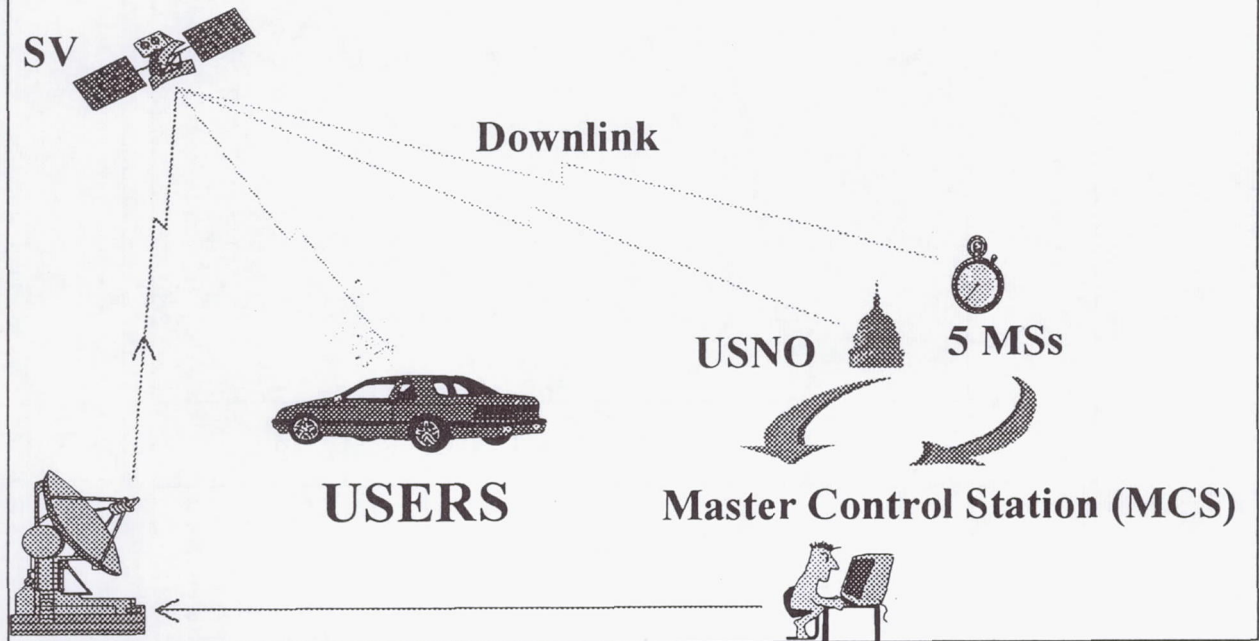 SV
Downlink
USNO
5 MSs
USERS
Master Control Station (MCS)